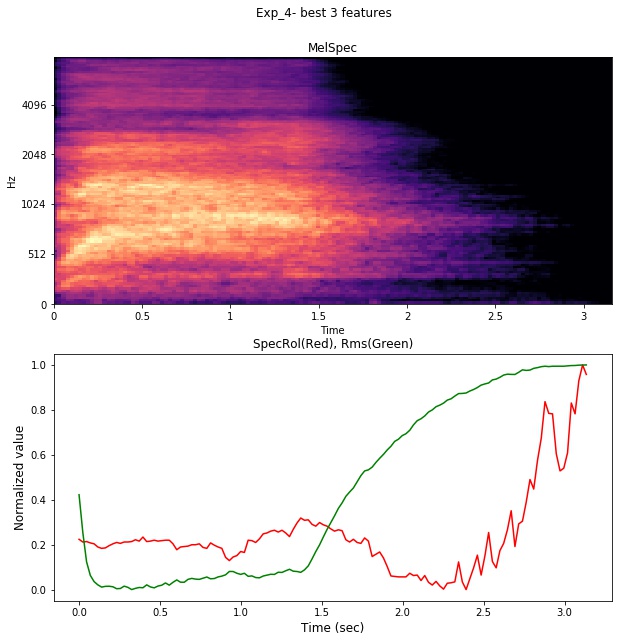 Exp_4- best 3 features
MelSpec
4096
2048
1024
512
0
Hz
0 0.5 1 1.5 2 2.5 3
Time
SpecRol(Red), Rms(Green)
1.0
0.8
0.6
0.4
0.2
0.0
Normalized value
0.0 0.5 1.0 1.5 2.0 2.5 3.0
Time (sec)